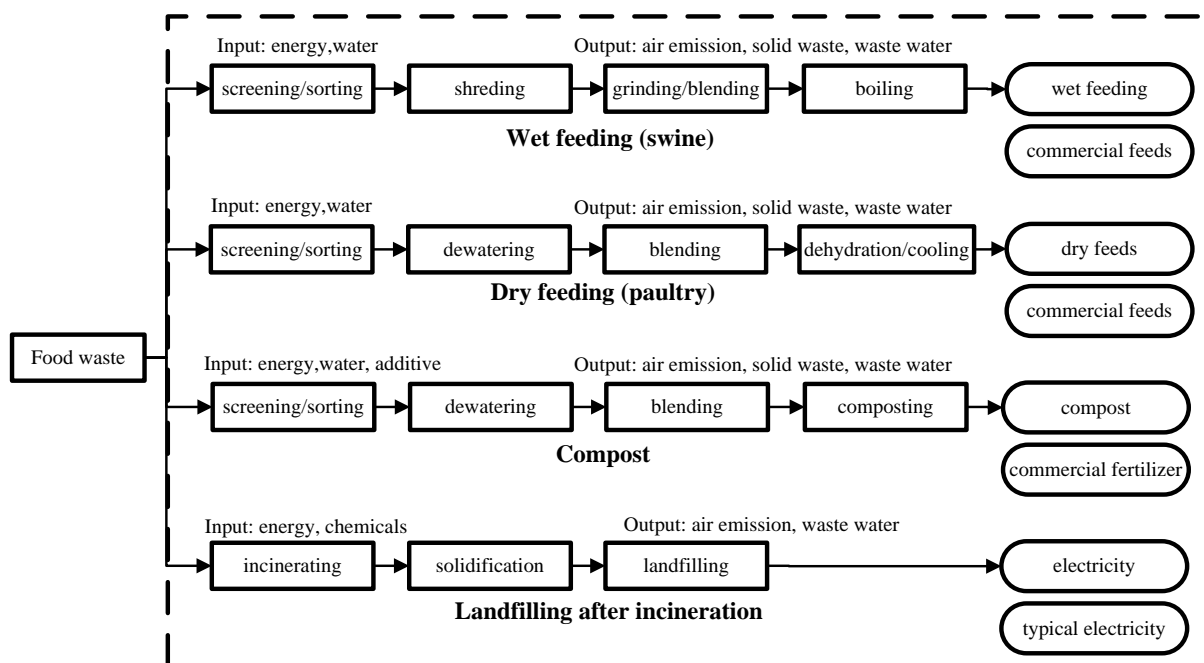 Input: energy,water
Output: air emission, solid waste, waste water
screening/sorting
shreding
grinding/blending
boiling
wet feeding
Wet feeding (swine)
commercial feeds
Input: energy,water
Output: air emission, solid waste, waste water
screening/sorting
dewatering
blending
dehydration/cooling
dry feeds
Dry feeding (paultry)
commercial feeds
Food waste
Input: energy,water, additive
Output: air emission, solid waste, waste water
screening/sorting
dewatering
blending
composting
compost
Compost
commercial fertilizer
Input: energy, chemicals
Output: air emission, waste water
incinerating
solidification
landfilling
electricity
Landfilling after incineration
typical electricity